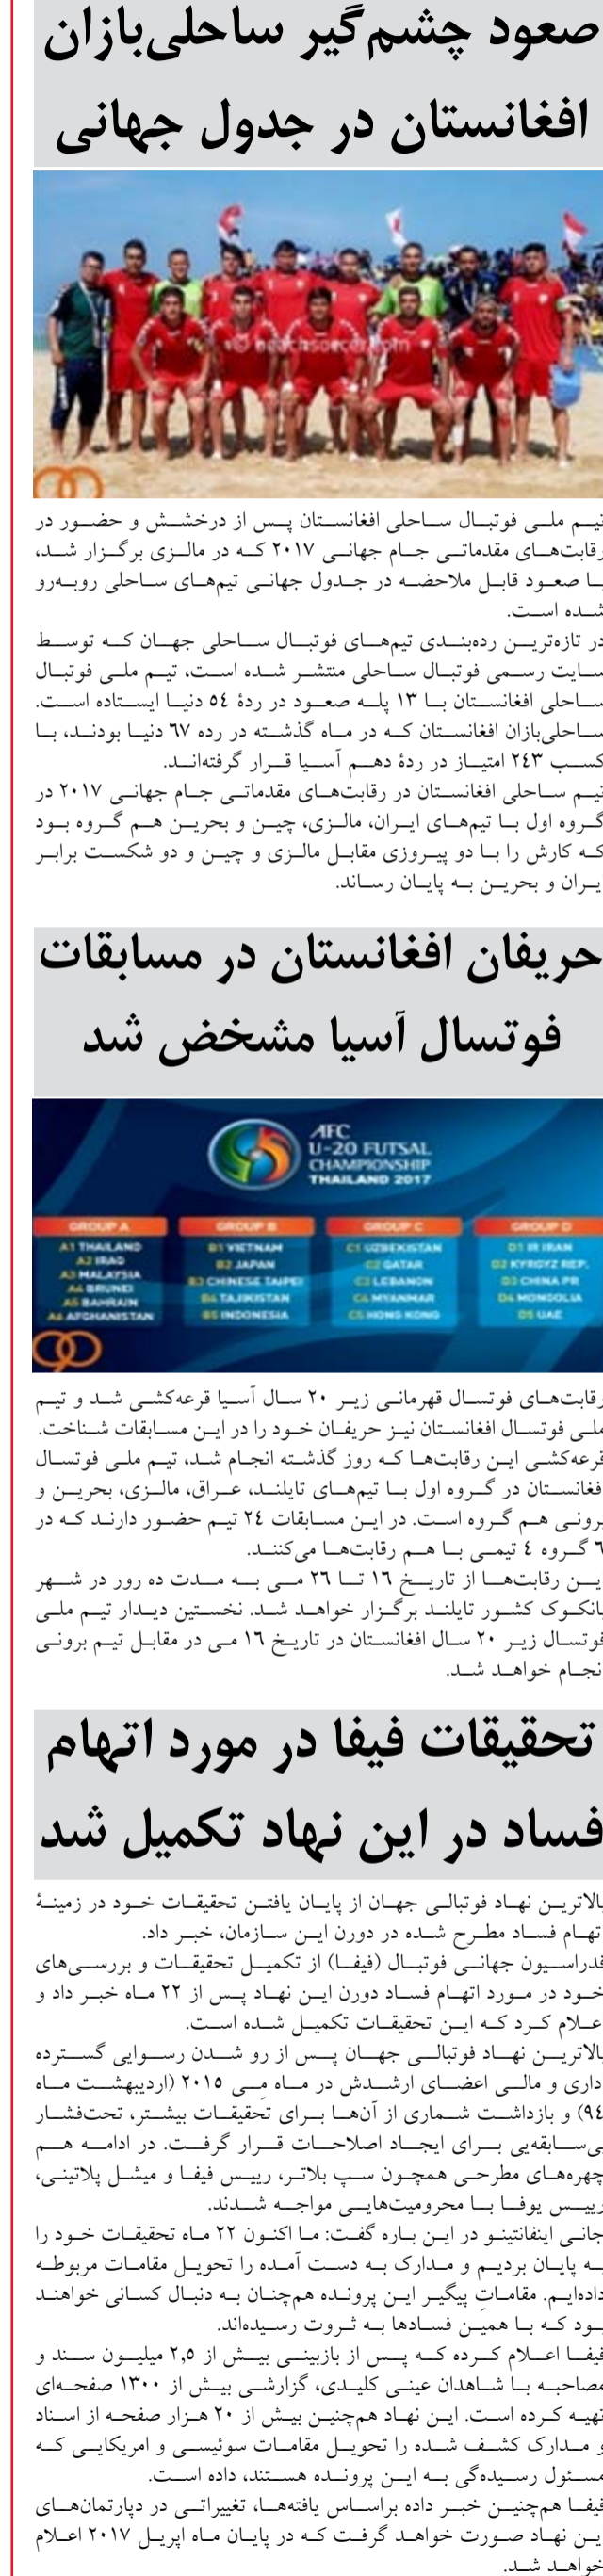 صعود چشم‌گیر ساحلی‌بازان
افغانستان در جدول جهانی
© beachsoccer.com
تیم ملی فوتبال ساحلی افغانستان پس از درخشش و حضور در
رقابت‌های مقدماتی جام جهانی ۲۰۱۷ که در مالزی برگزار شد،
با صعود قابل ملاحضه در جدول جهانی تیم‌های ساحلی روبه‌رو
شده است.
در تازه‌ترین رده‌بندی تیم‌های فوتبال ساحلی جهان که توسط
سایت رسمی فوتبال ساحلی منتشر شده است، تیم ملی فوتبال
ساحلی افغانستان با ۱۳ پله صعود در ردۀ ٥٤ دنیا ایستاده است.
ساحلی‌بازان افغانستان که در ماه گذشته در رده ٦٧ دنیا بودند، با
کسب ۲٤۳ امتیاز در ردۀ دهم آسیا قرار گرفته‌اند.
تیم ساحلی افغانستان در رقابت‌های مقدماتی جام جهانی ۲۰۱۷ در
گروه اول با تیم‌های ایران، مالزی، چین و بحرین هم گروه بود
که کارش را با دو پیروزی مقابل مالزی و چین و دو شکست برابر
ایران و بحرین به پایان رساند.
حریفان افغانستان در مسابقات
فوتسال آسیا مشخض شد
AFC
U-20 FUTSAL
CHAMPIONSHIP
THAILAND 2017
GROUP A GROUP B GROUP C GROUP D
A1 THAILAND B1 VIETNAM C1 UZBEKISTAN D1 IR IRAN
A2 IRAQ B2 JAPAN C2 QATAR D2 KYRGYZ REP.
A3 MALAYSIA B3 CHINESE TAIPEI C3 LEBANON D3 CHINA PR
A4 BRUNEI B4 TAJIKISTAN C4 MYANMAR D4 MONGOLIA
A5 BAHRAIN B5 INDONESIA C5 HONG KONG D5 UAE
A6 AFGHANISTAN
رقابت‌های فوتسال قهرمانی زیر ۲۰ سال آسیا قرعه‌کشی شد و تیم
ملی فوتسال افغانستان نیز حریفان خود را در این مسابقات شناخت.
قرعه‌کشی این رقابت‌ها که روز گذشته انجام شد، تیم ملی فوتسال
افغانستان در گروه اول با تیم‌های تایلند، عراق، مالزی، بحرین و
برونی هم گروه است. در این مسابقات ۲٤ تیم حضور دارند که در
٦ گروه ٤ تیمی با هم رقابت‌ها می‌کنند.
این رقابت‌ها از تاریخ ۱٦ تا ۲٦ می به مدت ده رور در شهر
بانکوک کشور تایلند برگزار خواهد شد. نخستین دیدار تیم ملی
فوتسال زیر ۲۰ سال افغانستان در تاریخ ۱٦ می در مقابل تیم برونی
انجام خواهد شد.
تحقیقات فیفا در مورد اتهام
فساد در این نهاد تکمیل شد
بالاترین نهاد فوتبالی جهان از پایان یافتن تحقیقات خود در زمینۀ
اتهام فساد مطرح شده در دورن این سازمان، خبر داد.
فدراسیون جهانی فوتبال (فیفا) از تکمیل تحقیقات و بررسی‌های
خود در مورد اتهام فساد دورن این نهاد پس از ۲۲ ماه خبر داد و
اعلام کرد که این تحقیقات تکمیل شده است.
بالاترین نهاد فوتبالی جهان پس از رو شدن رسوایی گسترده
اداری و مالی اعضای ارشدش در ماه مِی ۲۰۱٥ (اردیبهشت ماه
۹٤) و بازداشت شماری از آن‌ها برای تحقیقات بیشتر، تحت‌فشار
بی‌سابقه‌یی برای ایجاد اصلاحات قرار گرفت. در ادامه هم
چهره‌های مطرحی همچون سپ بلاتر، رییس فیفا و میشل پلاتینی،
رییس یوفا با محرومیت‌هایی مواجه شدند.
جانی اینفانتینو در این باره گفت: ما اکنون ۲۲ ماه تحقیقات خود را
به پایان بردیم و مدارک به دست آمده را تحویل مقامات مربوطه
داده‌ایم. مقاماتِ پیگیر این پرونده هم‌چنان به دنبال کسانی خواهند
بود که با همین فسادها به ثروت رسیده‌اند.
فیفا اعلام کرده که پس از بازبینی بیش از ۲,٥ میلیون سند و
مصاحبه با شاهدان عینی کلیدی، گزارشی بیش از ۱۳۰۰ صفحه‌ای
تهیه کرده است. این نهاد هم‌چنین بیش از ۲۰ هزار صفحه از اسناد
و مدارک کشف شده را تحویل مقامات سوئیسی و امریکایی که
مسئول رسیده‌گی به این پرونده هستند، داده است.
فیفا هم‌چنین خبر داده براساس یافته‌ها، تغییراتی در دپارتمان‌های
این نهاد صورت خواهد گرفت که در پایان ماه اپریل ۲۰۱۷ اعلام
خواهد شد.